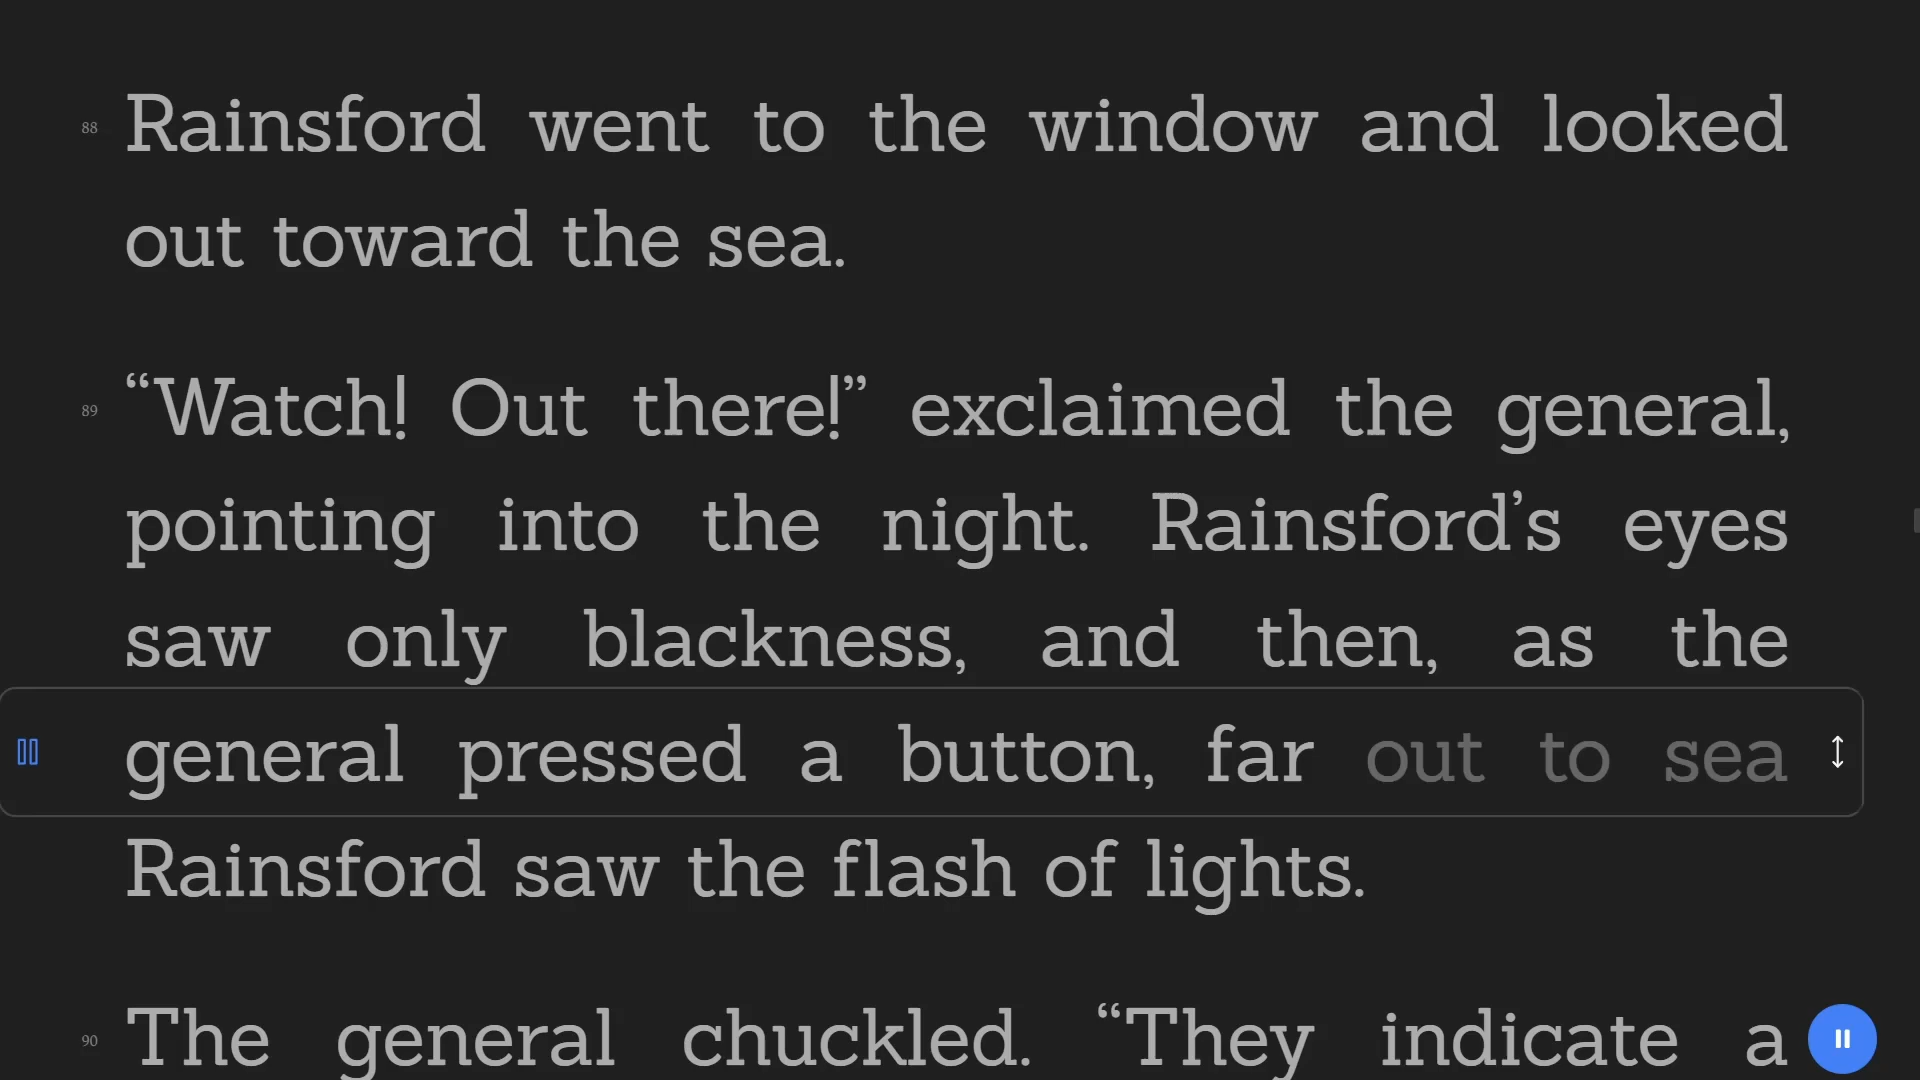 88 Rainsford went to the window and looked
out toward the sea.
89 “Watch! Out there!” exclaimed the general,
pointing into the night. Rainsford’s eyes
saw only blackness, and then, as the
general pressed a button, far out to sea
Rainsford saw the flash of lights.
90 The general chuckled. “They indicate a